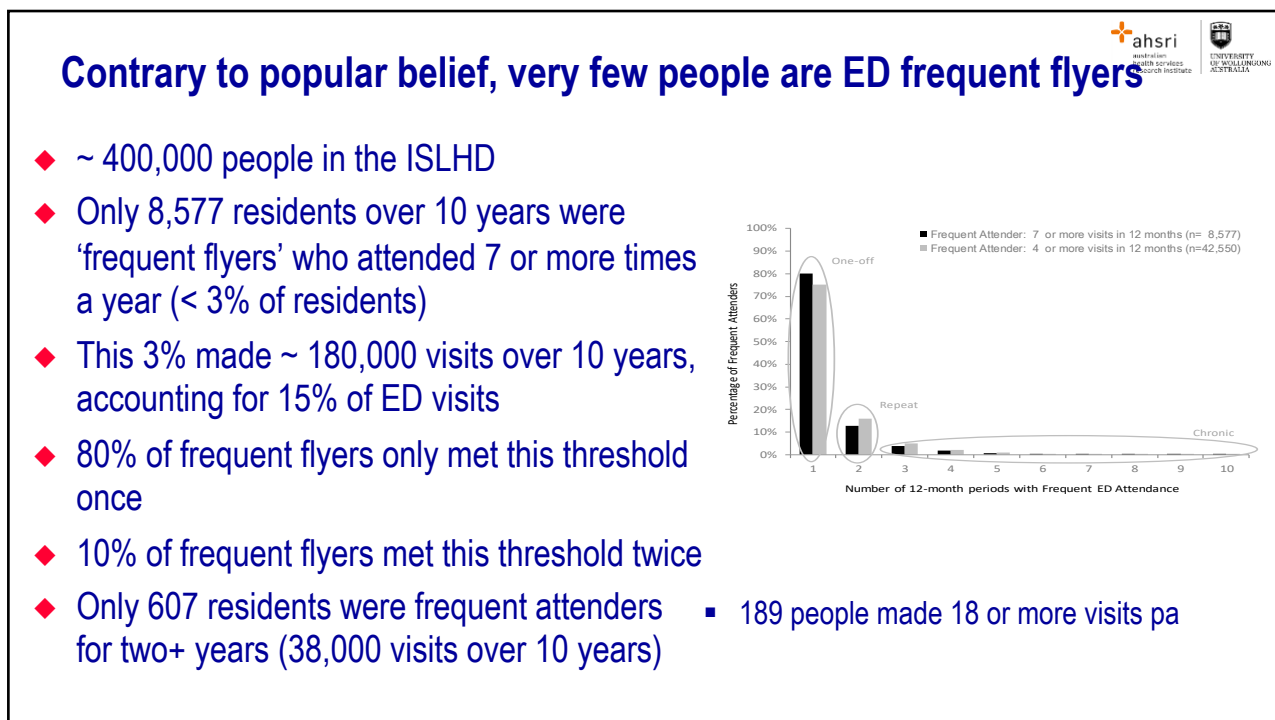 ahsri
australian
health services
research institute
UNIVERSITY
OF WOLLONGONG
AUSTRALIA
Contrary to popular belief, very few people are ED frequent flyers
~ 400,000 people in the ISLHD
Only 8,577 residents over 10 years were
‘frequent flyers’ who attended 7 or more times
a year (< 3% of residents)
This 3% made ~ 180,000 visits over 10 years,
accounting for 15% of ED visits
80% of frequent flyers only met this threshold
once
10% of frequent flyers met this threshold twice
Only 607 residents were frequent attenders
for two+ years (38,000 visits over 10 years)
Frequent Attender: 7 or more visits in 12 months (n= 8,577)
Frequent Attender: 4 or more visits in 12 months (n=42,550)
Percentage of Frequent Attenders
100%
90%
80%
70%
60%
50%
40%
30%
20%
10%
0%
One-off
Repeat
Chronic
1 2 3 4 5 6 7 8 9 10
Number of 12-month periods with Frequent ED Attendance
189 people made 18 or more visits pa